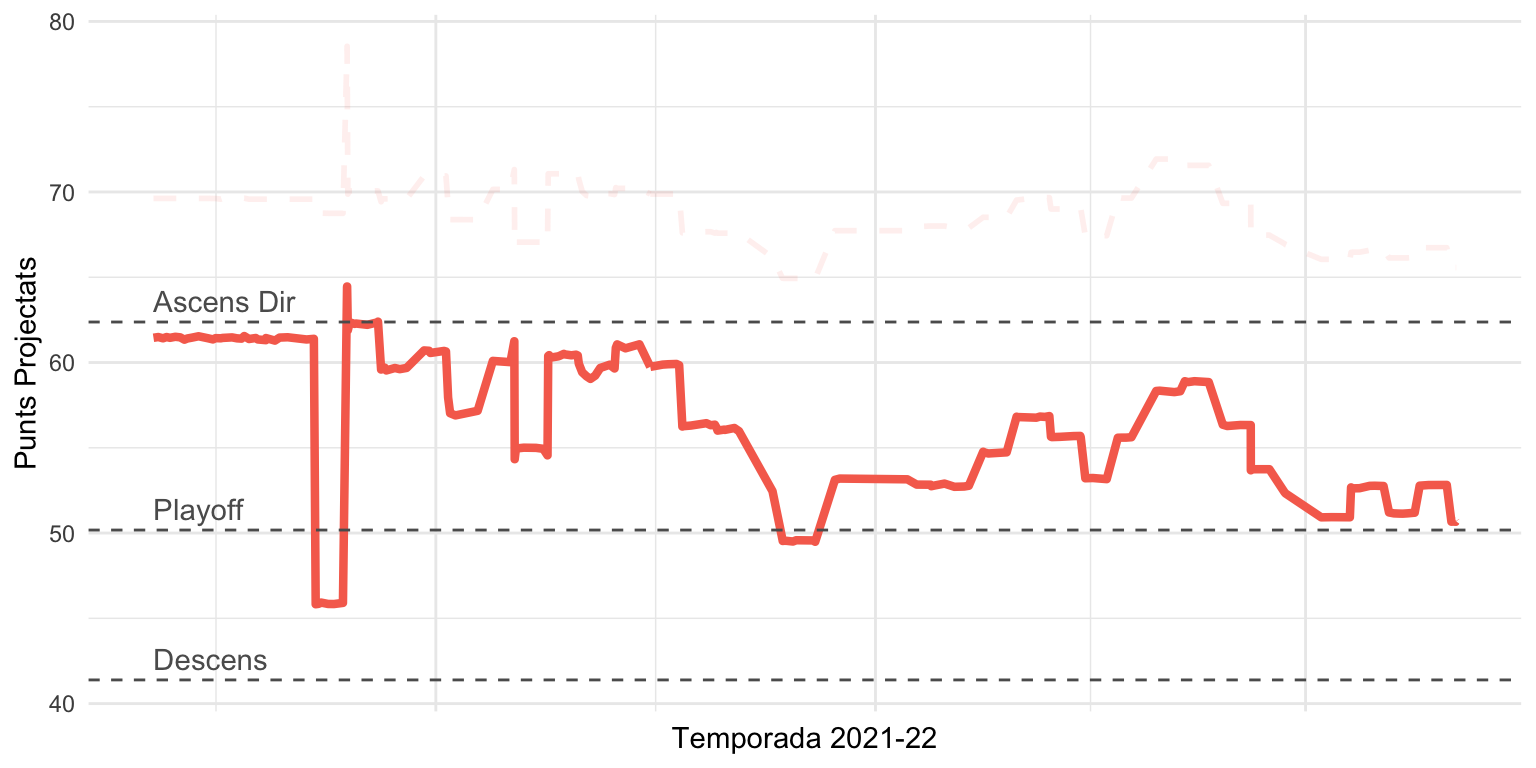 80
70
60
50
40
Punts Projectats
Ascens Dir
Playoff
Descens
Temporada 2021-22